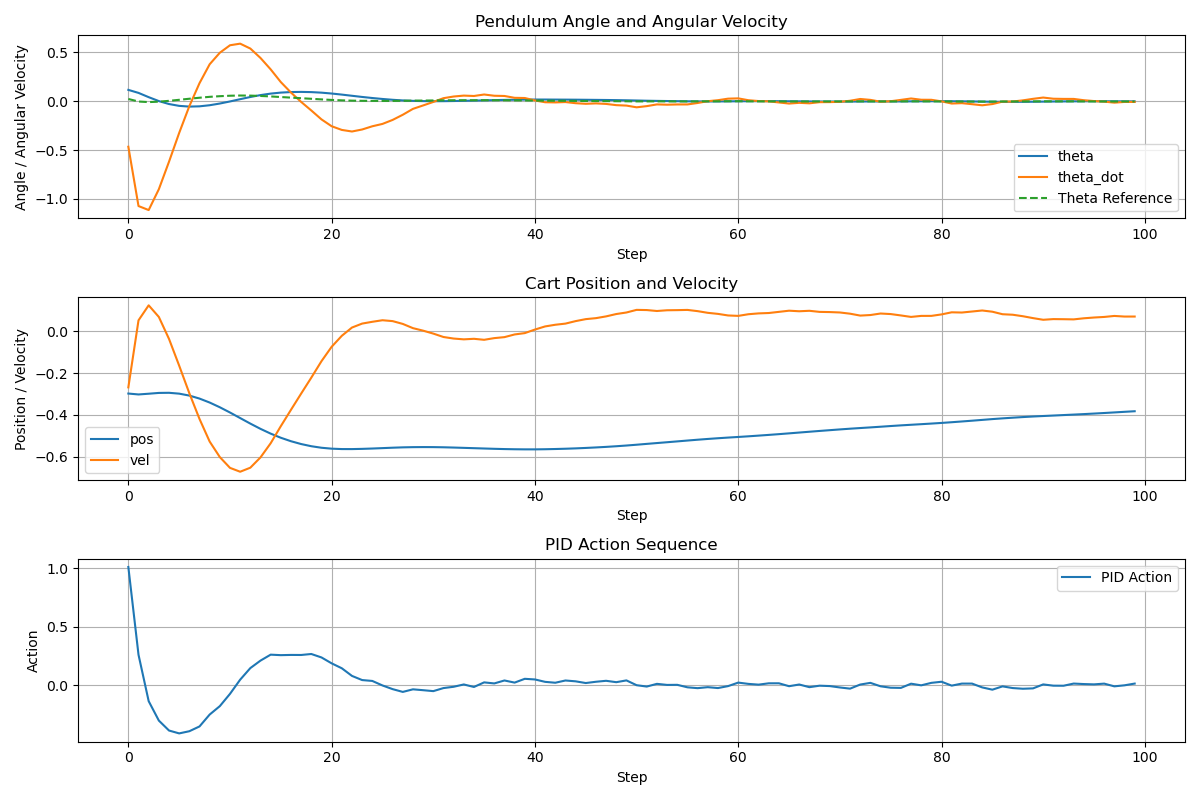 Pendulum Angle and Angular Velocity
Angle / Angular Velocity
0.5
0.0
−0.5
−1.0
theta
theta_dot
Theta Reference
0 20 40 60 80 100
Step
Cart Position and Velocity
Position / Velocity
0.0
−0.2
−0.4
−0.6
pos
vel
0 20 40 60 80 100
Step
PID Action Sequence
Action
1.0
0.5
0.0
PID Action
0 20 40 60 80 100
Step